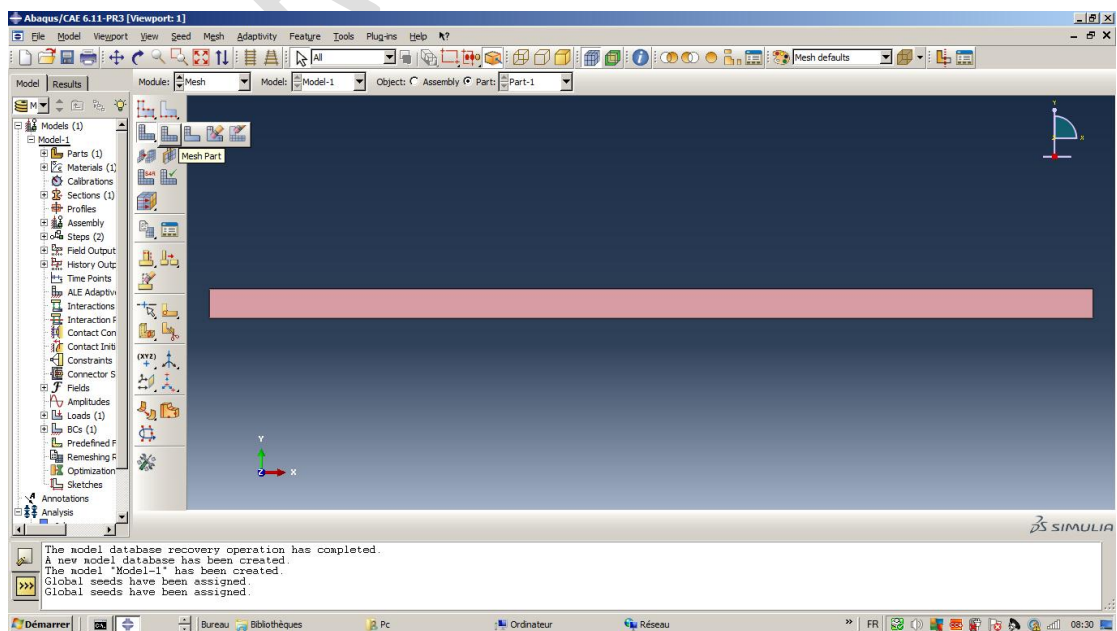 Abaqus/CAE 6.11-PR3 [Viewport: 1]
File Model Viewport View Seed Mesh Adaptivity Feature Tools Plug-ins Help
All
Mesh defaults
Model Results
Module: Mesh Model: Model-1 Object: Assembly Part: Part-1
Models (1)
Model-1
Parts (1)
Materials (1)
Calibrations
Sections (1)
Profiles
Assembly
Steps (2)
Field Output
History Outp
Time Points
ALE Adaptiv
Interactions
Interaction P
Contact Con
Contact Initi
Constraints
Connector S
Fields
Amplitudes
Loads (1)
BCs (1)
Predefined F
Remeshing R
Optimization
Sketches
Annotations
Analysis
Mesh Part
(XYZ)
Y
X
Y
Z X
SIMULIA
The model database recovery operation has completed.
A new model database has been created.
The model "Model-1" has been created.
Global seeds have been assigned.
Global seeds have been assigned.
Démarrer Bureau Bibliothèques Pc Ordinateur Réseau FR 08:30